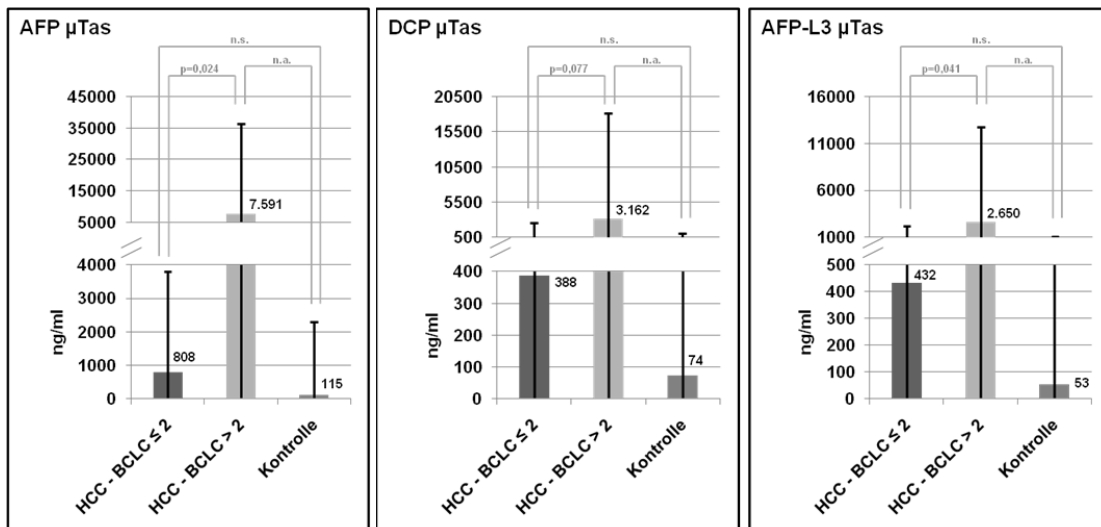 AFP µTas
n.s.
p=0,024
n.a.
45000
35000
25000
15000
5000
4000
3000
2000
1000
0
ng/ml
7.591
808
115
HCC - BCLC ≤ 2
HCC - BCLC > 2
Kontrolle
DCP µTas
n.s.
p=0,077
n.a.
20500
15500
10500
5500
500
400
300
200
100
0
ng/ml
3.162
388
74
HCC - BCLC ≤ 2
HCC - BCLC > 2
Kontrolle
AFP-L3 µTas
n.s.
p=0,041
n.a.
16000
11000
6000
1000
500
400
300
200
100
0
ng/ml
2.650
432
53
HCC - BCLC ≤ 2
HCC - BCLC > 2
Kontrolle